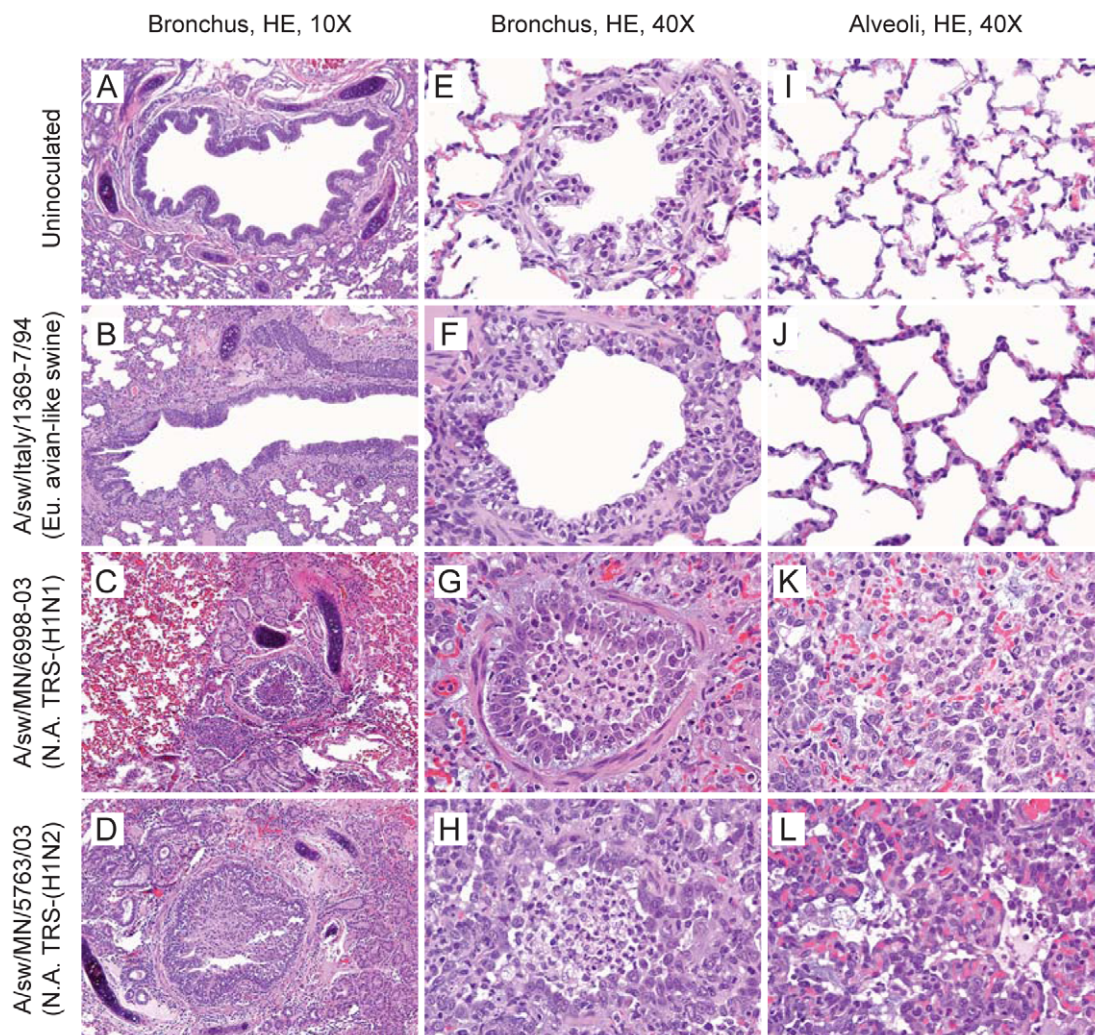 Bronchus, HE, 10X
Bronchus, HE, 40X
Alveoli, HE, 40X
Uninoculated
A
E
I
A/sw/Italy/1369-7/94
(Eu. avian-like swine)
B
F
J
A/sw/MN/6998-03
(N.A. TRS-(H1N1)
C
G
K
A/sw/MN/5763/03
(N.A. TRS-(H1N2)
D
H
L